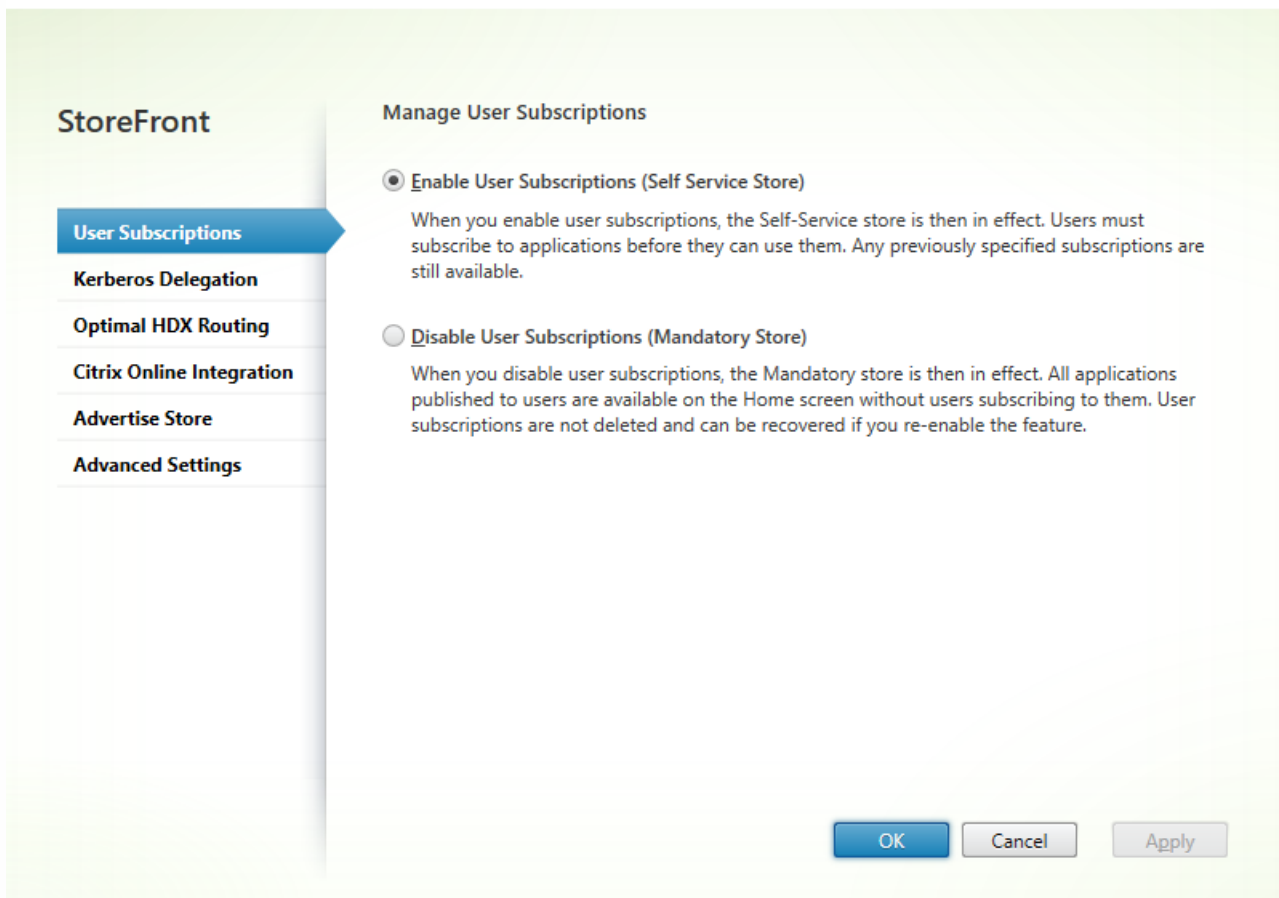 StoreFront
User Subscriptions
Kerberos Delegation
Optimal HDX Routing
Citrix Online Integration
Advertise Store
Advanced Settings
Manage User Subscriptions
Enable User Subscriptions (Self Service Store)
When you enable user subscriptions, the Self-Service store is then in effect. Users must
subscribe to applications before they can use them. Any previously specified subscriptions are
still available.
Disable User Subscriptions (Mandatory Store)
When you disable user subscriptions, the Mandatory store is then in effect. All applications
published to users are available on the Home screen without users subscribing to them. User
subscriptions are not deleted and can be recovered if you re-enable the feature.
OK
Cancel
Apply